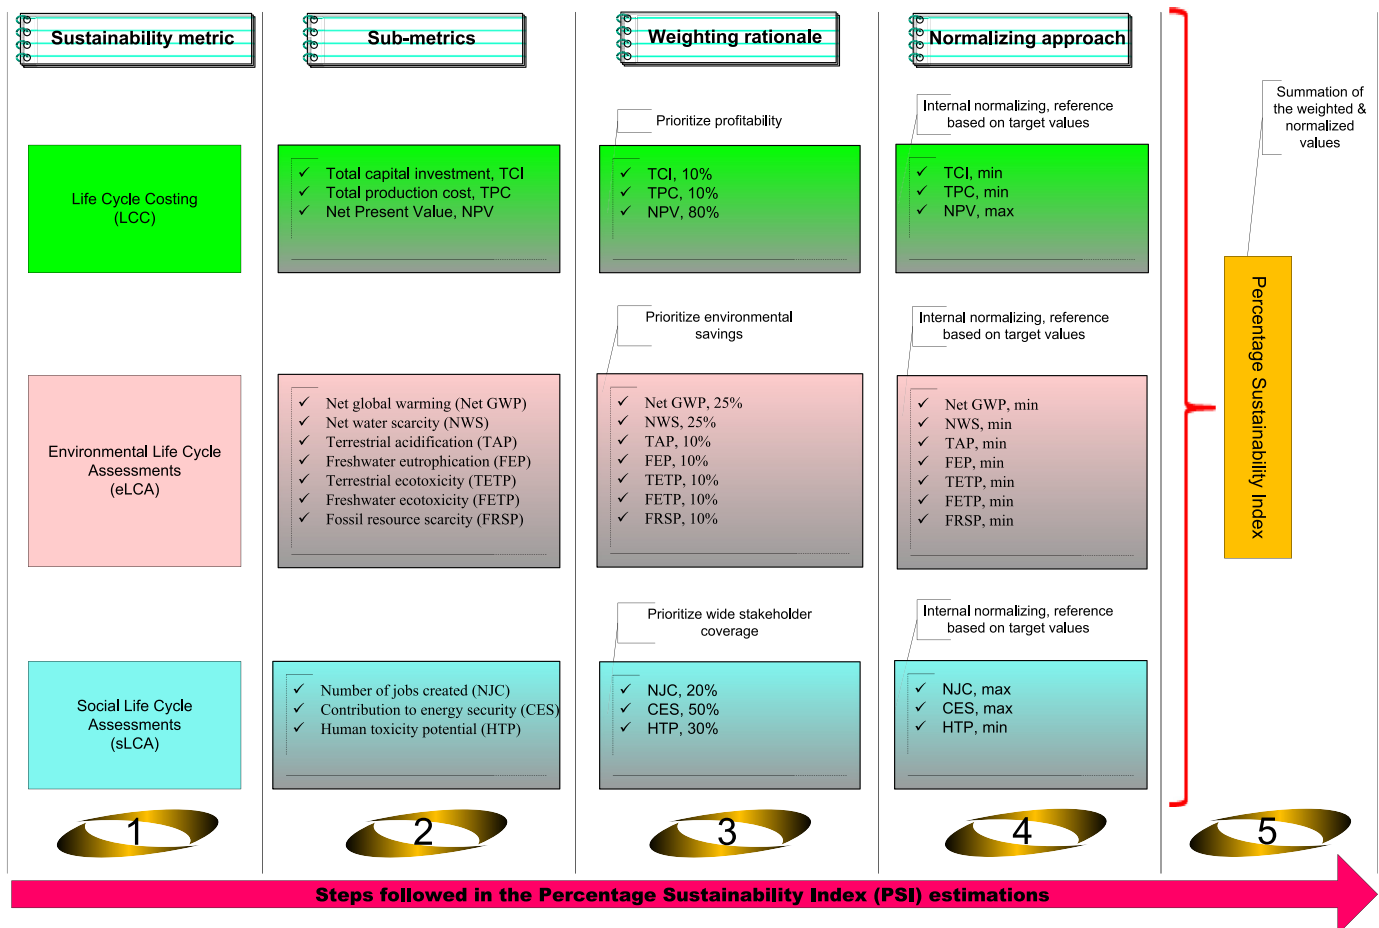 Sustainability metric
Sub-metrics
Weighting rationale
Normalizing approach
Summation of
the weighted &
normalized
values
Prioritize profitability
Internal normalizing, reference
based on target values
Life Cycle Costing
(LCC)
✓ Total capital investment, TCI
✓ Total production cost, TPC
✓ Net Present Value, NPV
✓ TCI, 10%
✓ TPC, 10%
✓ NPV, 80%
✓ TCI, min
✓ TPC, min
✓ NPV, max
Percentage Sustainability Index
Prioritize environmental
savings
Internal normalizing, reference
based on target values
Environmental Life Cycle
Assessments
(eLCA)
✓ Net global warming (Net GWP)
✓ Net water scarcity (NWS)
✓ Terrestrial acidification (TAP)
✓ Freshwater eutrophication (FEP)
✓ Terrestrial ecotoxicity (TETP)
✓ Freshwater ecotoxicity (FETP)
✓ Fossil resource scarcity (FRSP)
✓ Net GWP, 25%
✓ NWS, 25%
✓ TAP, 10%
✓ FEP, 10%
✓ TETP, 10%
✓ FETP, 10%
✓ FRSP, 10%
✓ Net GWP, min
✓ NWS, min
✓ TAP, min
✓ FEP, min
✓ TETP, min
✓ FETP, min
✓ FRSP, min
Prioritize wide stakeholder
coverage
Internal normalizing, reference
based on target values
Social Life Cycle
Assessments
(sLCA)
✓ Number of jobs created (NJC)
✓ Contribution to energy security (CES)
✓ Human toxicity potential (HTP)
✓ NJC, 20%
✓ CES, 50%
✓ HTP, 30%
✓ NJC, max
✓ CES, max
✓ HTP, min
1
2
3
4
5
Steps followed in the Percentage Sustainability Index (PSI) estimations